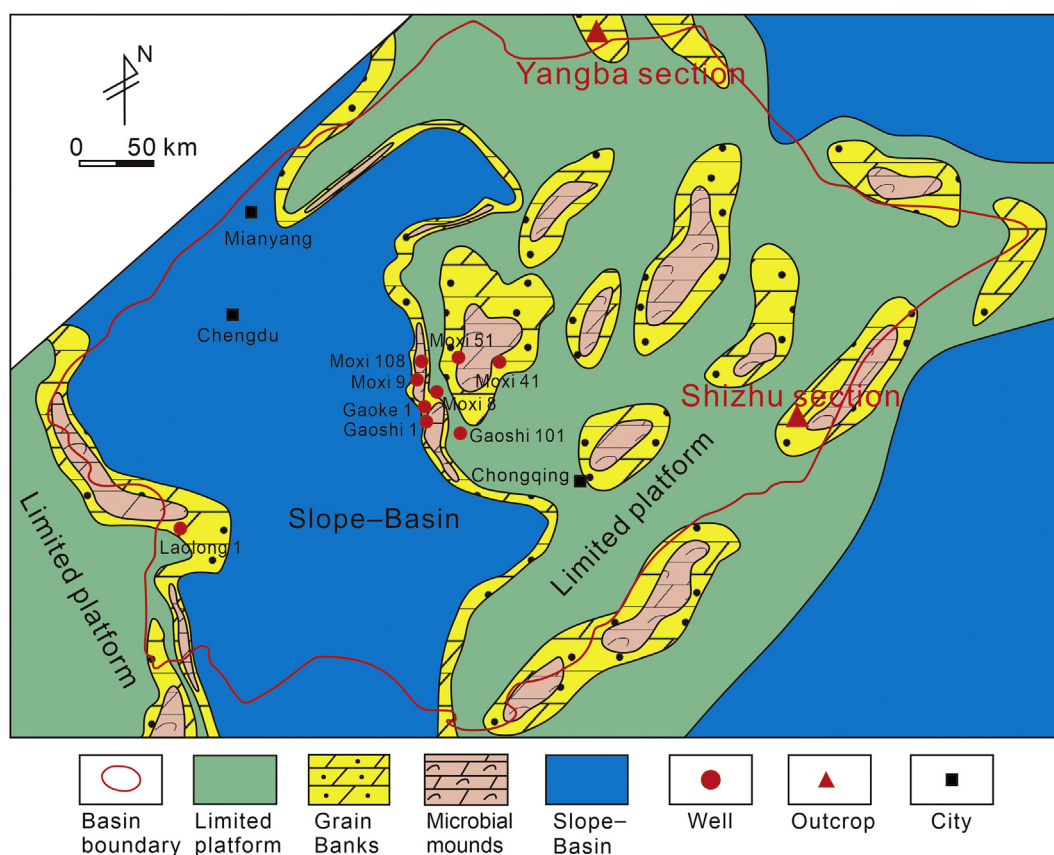 N
0 50 km
Yangba section
Mianyang
Chengdu
Moxi 51
Moxi 108
Moxi 41
Moxi 9
Moxi 8
Gaoke 1
Gaoshi 1
Gaoshi 101
Shizhu section
Chongqing
Slope–Basin
Limited platform
Laolong 1
Limited platform
Basin boundary
Limited platform
Grain Banks
Microbial mounds
Slope–Basin
Well
Outcrop
City